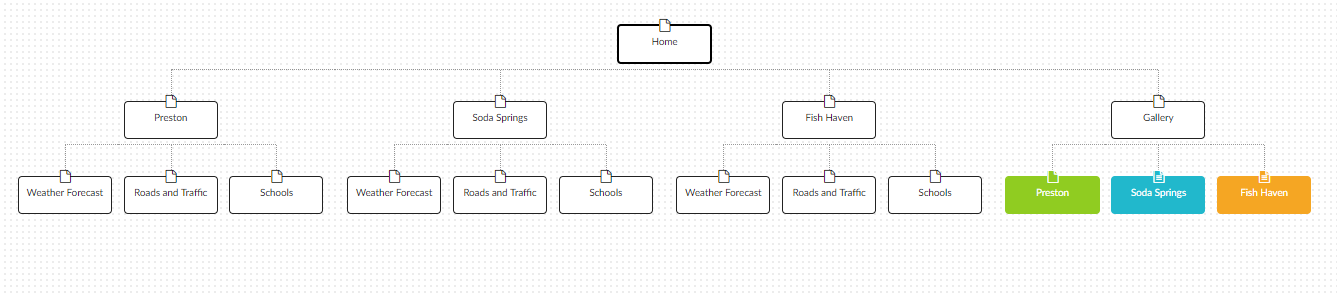 Home
Preston
Soda Springs
Fish Haven
Gallery
Weather Forecast
Roads and Traffic
Schools
Weather Forecast
Roads and Traffic
Schools
Weather Forecast
Roads and Traffic
Schools
Preston
Soda Springs
Fish Haven